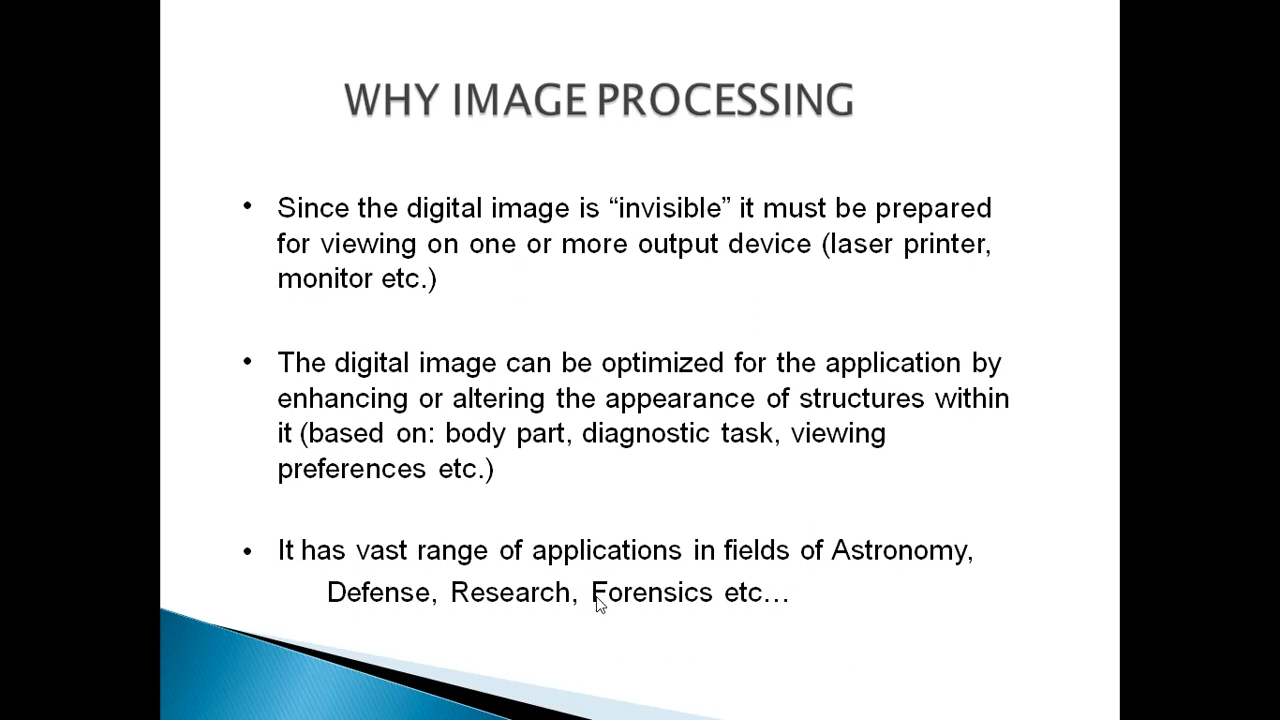 WHY IMAGE PROCESSING
• Since the digital image is “invisible” it must be prepared
for viewing on one or more output device (laser printer,
monitor etc.)
• The digital image can be optimized for the application by
enhancing or altering the appearance of structures within
it (based on: body part, diagnostic task, viewing
preferences etc.)
• It has vast range of applications in fields of Astronomy,
Defense, Research, Forensics etc…